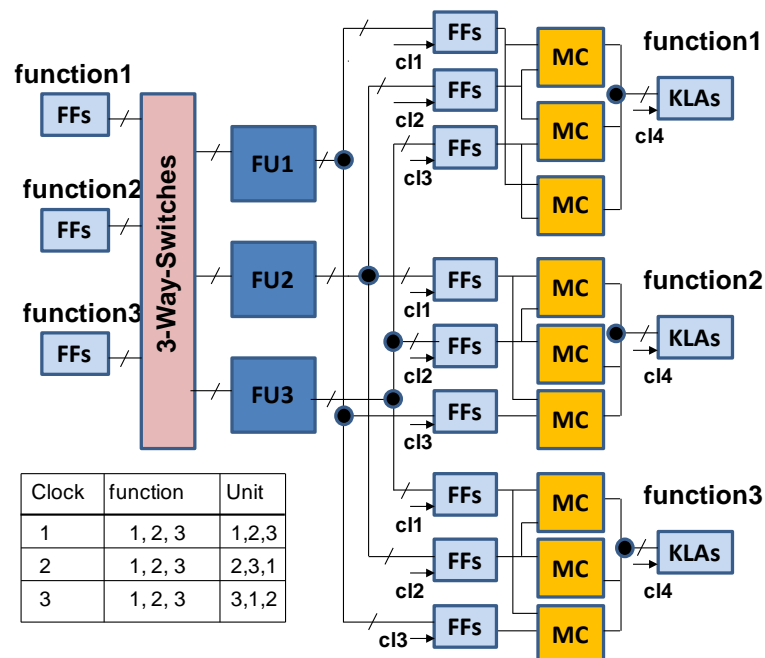 function1
FFs
function2
FFs
function3
FFs
3-Way-Switches
FU1
FU2
FU3
FFs
cl1
FFs
cl2
FFs
cl3
MC
MC
MC
function1
KLAs
cl4
FFs
cl1
FFs
cl2
FFs
cl3
MC
MC
MC
function2
KLAs
cl4
FFs
cl1
FFs
cl2
FFs
cl3
MC
MC
MC
function3
KLAs
cl4
Clock function Unit
1 1, 2, 3 1,2,3
2 1, 2, 3 2,3,1
3 1, 2, 3 3,1,2